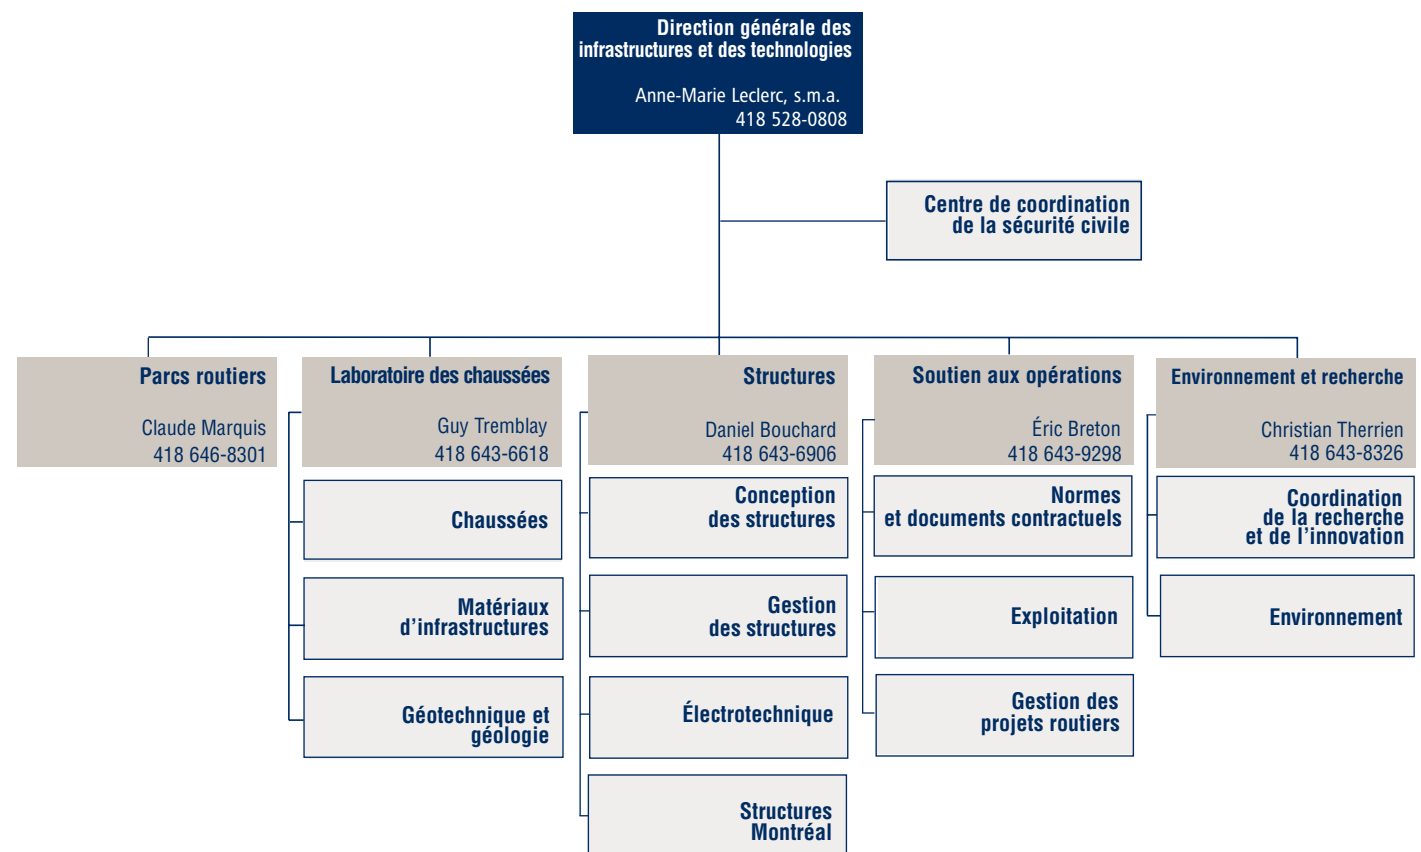 Direction générale des
infrastructures et des technologies
Anne-Marie Leclerc, s.m.a.
418 528-0808
Centre de coordination
de la sécurité civile
Parcs routiers
Claude Marquis
418 646-8301
Laboratoire des chaussées
Guy Tremblay
418 643-6618
Chaussées
Matériaux
d'infrastructures
Géotechnique et
géologie
Structures
Daniel Bouchard
418 643-6906
Conception
des structures
Gestion
des structures
Électrotechnique
Structures
Montréal
Soutien aux opérations
Éric Breton
418 643-9298
Normes
et documents contractuels
Exploitation
Gestion des
projets routiers
Environnement et recherche
Christian Therrien
418 643-8326
Coordination
de la recherche
et de l'innovation
Environnement